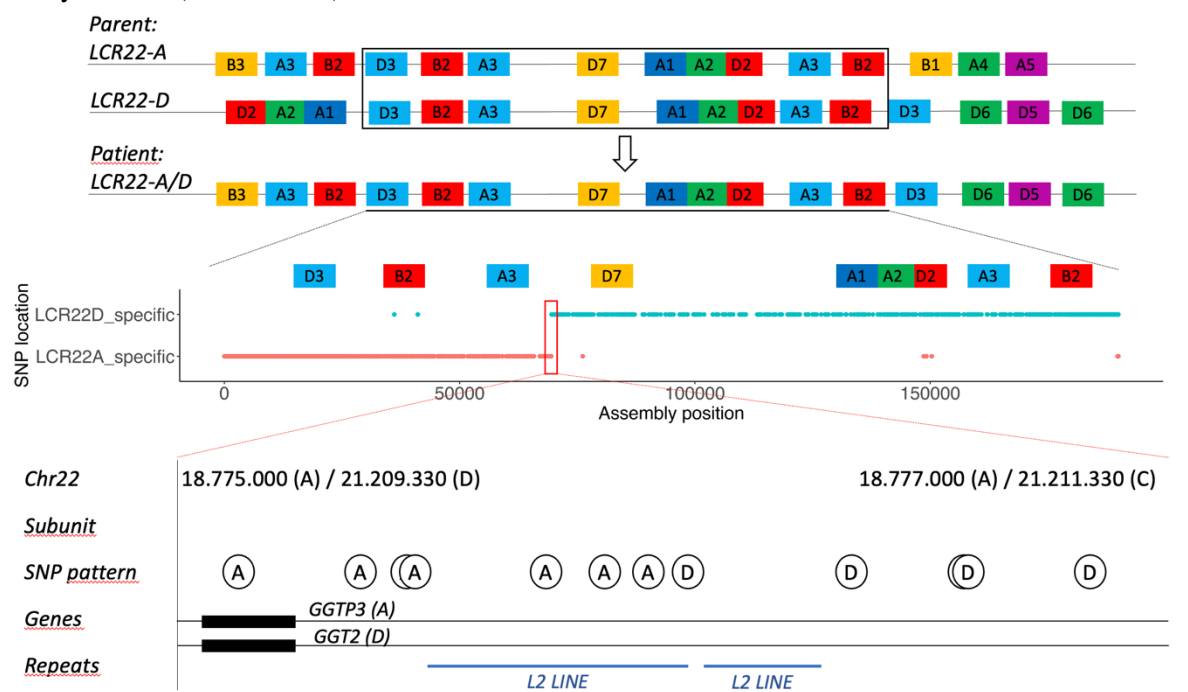 Parent:
LCR22-A
B3 A3 B2 D3 B2 A3 D7 A1 A2 D2 A3 B2 B1 A4 A5
LCR22-D
D2 A2 A1 D3 B2 A3 D7 A1 A2 D2 A3 B2 D3 D6 D5 D6
Patient:
LCR22-A/D
B3 A3 B2 D3 B2 A3 D7 A1 A2 D2 A3 B2 D3 D6 D5 D6
D3 B2 A3 D7 A1 A2 D2 A3 B2
SNP location
LCR22D_specific
LCR22A_specific
0 50000 100000 150000
Assembly position
Chr22 18.775.000 (A) / 21.209.330 (D) 18.777.000 (A) / 21.211.330 (C)
Subunit
SNP pattern A A A A A A D D D D
Genes GGTP3 (A)
GGT2 (D)
Repeats L2 LINE L2 LINE